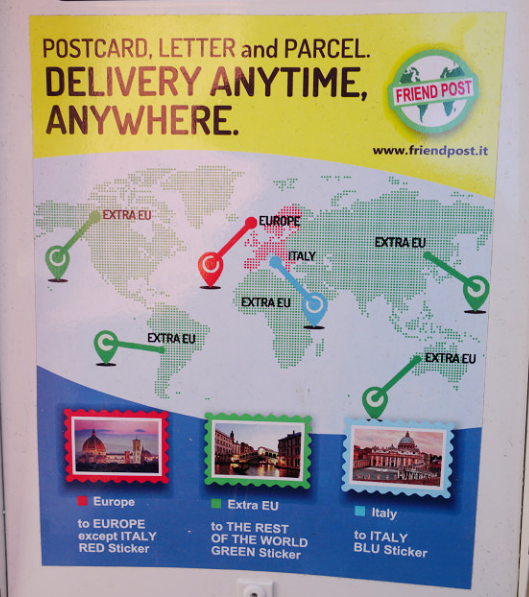 POSTCARD, LETTER and PARCEL.
DELIVERY ANYTIME,
ANYWHERE.
FRIEND POST
www.friendpost.it
EXTRA EU
EUROPE
EXTRA EU
ITALY
EXTRA EU
EXTRA EU
EXTRA EU
Europe
to EUROPE
except ITALY
RED Sticker
Extra EU
to THE REST
OF THE WORLD
GREEN Sticker
Italy
to ITALY
BLU Sticker